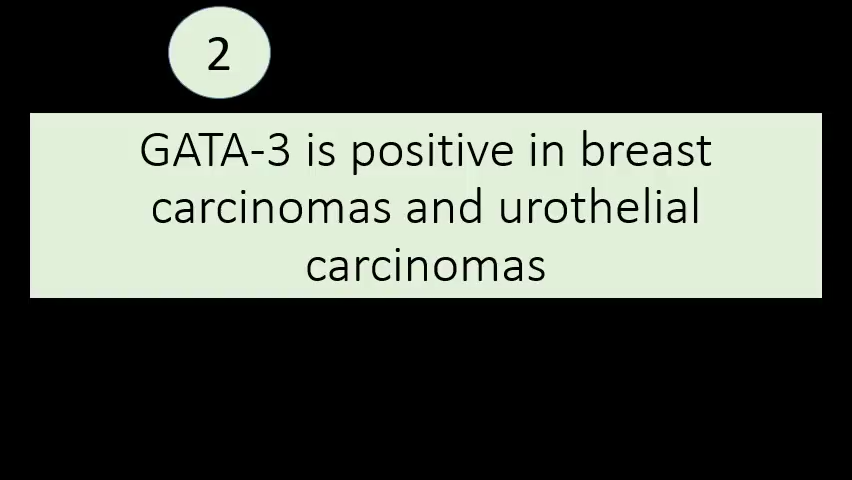 2
GATA-3 is positive in breast
carcinomas and urothelial
carcinomas